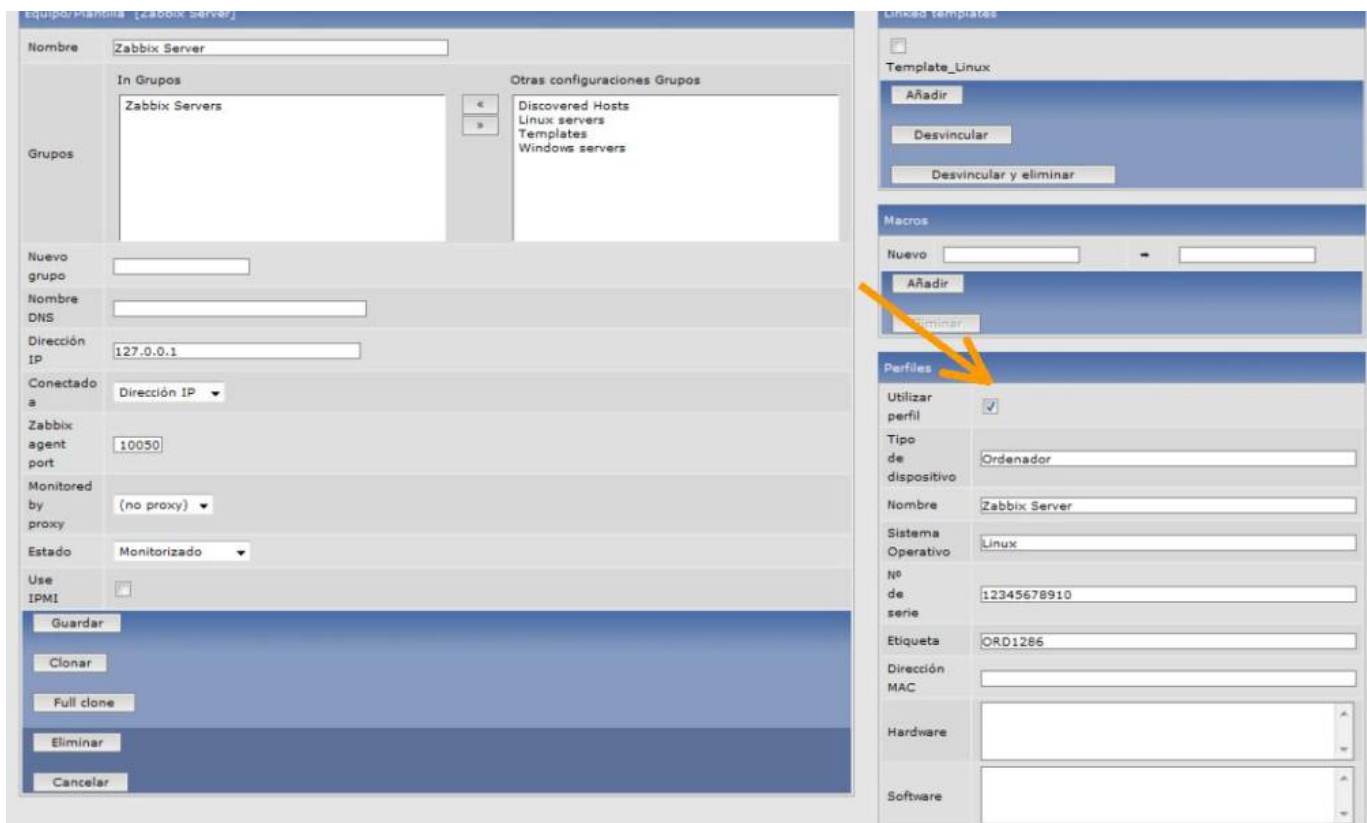 Equipo/Plantilla [Zabbix Server]
Nombre Zabbix Server
In Grupos Otras configuraciones Grupos
Grupos
Zabbix Servers
« 
»
Discovered Hosts
Linux servers
Templates
Windows servers
Nuevo
grupo
Nombre
DNS
Dirección
IP
127.0.0.1
Conectado
a
Dirección IP
Zabbix
agent
port
10050
Monitored
by
proxy
(no proxy)
Estado Monitorizado
Use
IPMI
Guardar
Clonar
Full clone
Eliminar
Cancelar
Linked templates
Template_Linux
Añadir
Desvincular
Desvincular y eliminar
Macros
Nuevo
Añadir
Eliminar
Perfiles
Utilizar
perfil
Tipo
de
dispositivo
Ordenador
Nombre Zabbix Server
Sistema
Operativo
Linux
Nº
de
serie
12345678910
Etiqueta ORD1286
Dirección
MAC
Hardware
Software